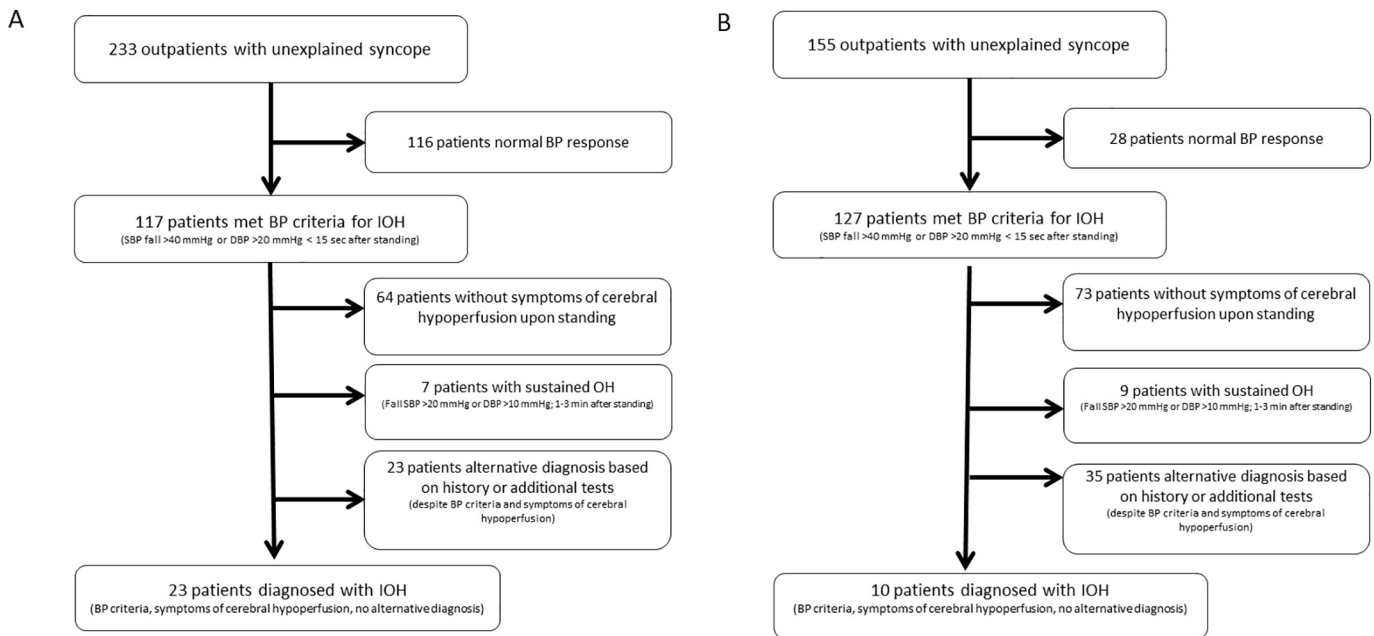 A
233 outpatients with unexplained syncope
116 patients normal BP response
117 patients met BP criteria for IOH
(SBP fall >40 mmHg or DBP >20 mmHg < 15 sec after standing)
64 patients without symptoms of cerebral
hypoperfusion upon standing
7 patients with sustained OH
(Fall SBP >20 mmHg or DBP >10 mmHg; 1-3 min after standing)
23 patients alternative diagnosis based
on history or additional tests
(despite BP criteria and symptoms of cerebral
hypoperfusion)
23 patients diagnosed with IOH
(BP criteria, symptoms of cerebral hypoperfusion, no alternative diagnosis)
B
155 outpatients with unexplained syncope
28 patients normal BP response
127 patients met BP criteria for IOH
(SBP fall >40 mmHg or DBP >20 mmHg < 15 sec after standing)
73 patients without symptoms of cerebral
hypoperfusion upon standing
9 patients with sustained OH
(Fall SBP >20 mmHg or DBP >10 mmHg; 1-3 min after standing)
35 patients alternative diagnosis based
on history or additional tests
(despite BP criteria and symptoms of cerebral
hypoperfusion)
10 patients diagnosed with IOH
(BP criteria, symptoms of cerebral hypoperfusion, no alternative diagnosis)